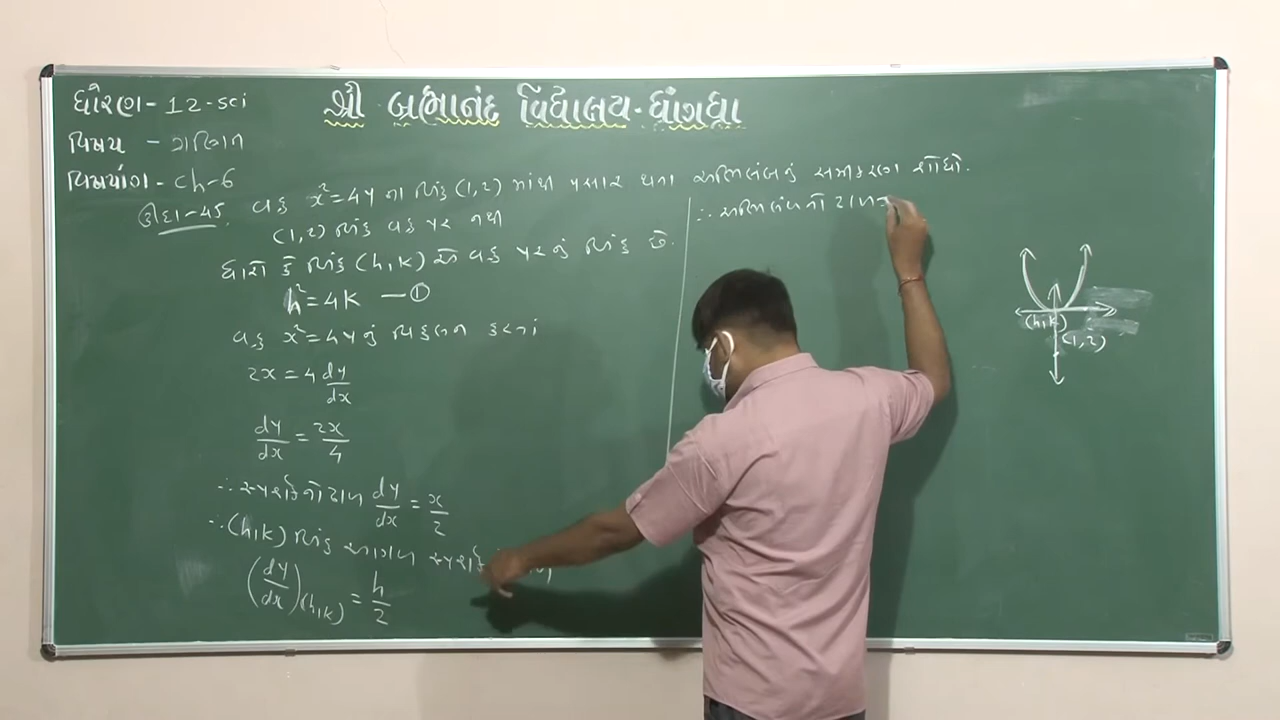 શ્રી બ્રહ્માનંદ વિદ્યાલય-ધ્રાંગધ્રા
ધોરણ - 12-sci
વિષય - ગણિત
વિષયાંગ - ch-6
ઉદા-45 વક્ર x²=4y ના બિંદુ (1,2) માંથી પસાર થતા અભિલંબનું સમીકરણ શોધો.
(1,2) બિંદુ વક્ર પર નથી
ધારો કે બિંદુ (h,k) એ વક્ર પરનું બિંદુ છે.
h²=4k —①
વક્ર x²=4y નું વિકલન કરતાં
2x=4 dy/dx
dy/dx = 2x/4
∴ સ્પર્શકનો ઢાળ dy/dx = x/2
∴ (h,k) બિંદુ આગળ સ્પર્શક
(dy/dx)(h,k) = h/2
∴ અભિલંબનો ઢાળ
(h,k)
(1,2)